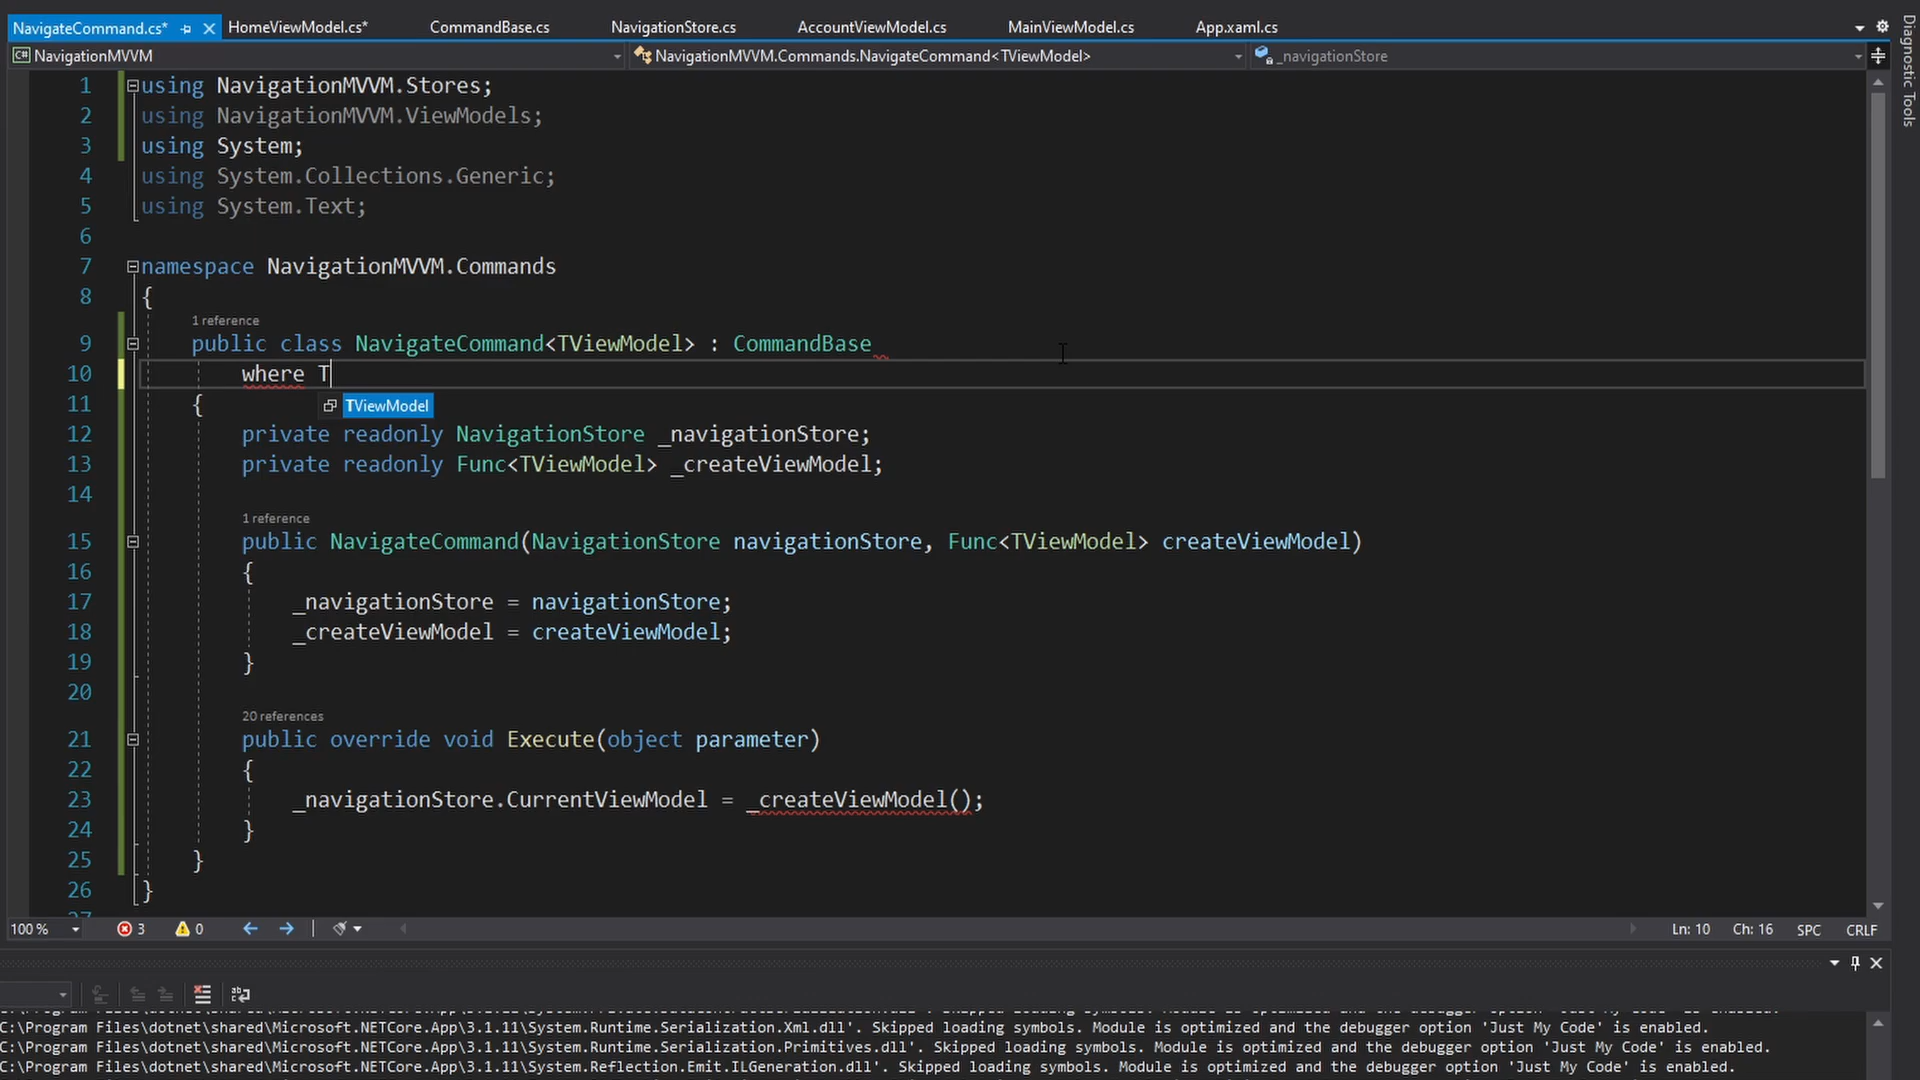 NavigateCommand.cs* HomeViewModel.cs* CommandBase.cs NavigationStore.cs AccountViewModel.cs MainViewModel.cs App.xaml.cs
Diagnostic Tools
C# NavigationMVVM NavigationMVVM.Commands.NavigateCommand<TViewModel> _navigationStore
1 using NavigationMVVM.Stores;
2 using NavigationMVVM.ViewModels;
3 using System;
4 using System.Collections.Generic;
5 using System.Text;
6
7 namespace NavigationMVVM.Commands
8 {
1 reference
9 public class NavigateCommand<TViewModel> : CommandBase
10 where T
11 { TViewModel
12 private readonly NavigationStore _navigationStore;
13 private readonly Func<TViewModel> _createViewModel;
14
1 reference
15 public NavigateCommand(NavigationStore navigationStore, Func<TViewModel> createViewModel)
16 {
17 _navigationStore = navigationStore;
18 _createViewModel = createViewModel;
19 }
20
20 references
21 public override void Execute(object parameter)
22 {
23 _navigationStore.CurrentViewModel = _createViewModel();
24 }
25 }
26 }
100 % 3 0 Ln: 10 Ch: 16 SPC CRLF
C:\Program Files\dotnet\shared\Microsoft.NETCore.App\3.1.11\System.Runtime.Serialization.Xml.dll'. Skipped loading symbols. Module is optimized and the debugger option 'Just My Code' is enabled.
C:\Program Files\dotnet\shared\Microsoft.NETCore.App\3.1.11\System.Runtime.Serialization.Primitives.dll'. Skipped loading symbols. Module is optimized and the debugger option 'Just My Code' is enabled.
C:\Program Files\dotnet\shared\Microsoft.NETCore.App\3.1.11\System.Reflection.Emit.ILGeneration.dll'. Skipped loading symbols. Module is optimized and the debugger option 'Just My Code' is enabled.